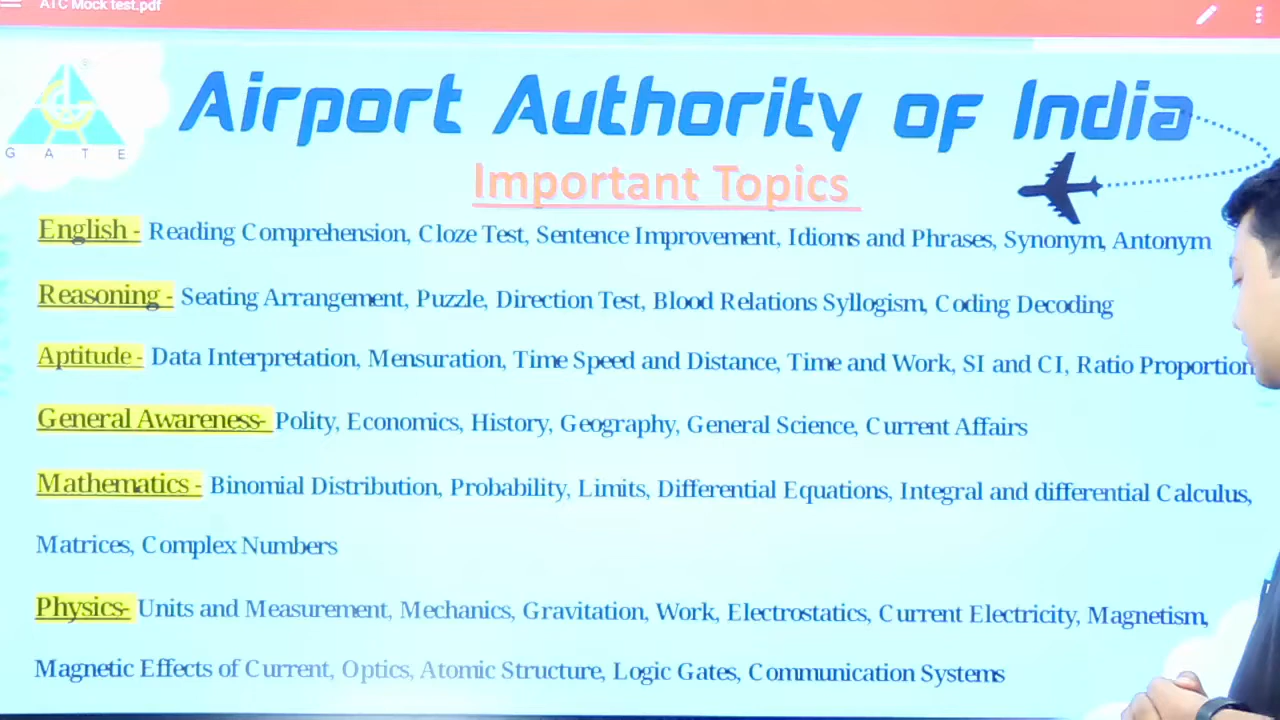 ATC Mock test.pdf
GATE
Airport Authority of India
Important Topics
English - Reading Comprehension, Cloze Test, Sentence Improvement, Idioms and Phrases, Synonym, Antonym
Reasoning - Seating Arrangement, Puzzle, Direction Test, Blood Relations Syllogism, Coding Decoding
Aptitude - Data Interpretation, Mensuration, Time Speed and Distance, Time and Work, SI and CI, Ratio Proportion
General Awareness- Polity, Economics, History, Geography, General Science, Current Affairs
Mathematics - Binomial Distribution, Probability, Limits, Differential Equations, Integral and differential Calculus,
Matrices, Complex Numbers
Physics- Units and Measurement, Mechanics, Gravitation, Work, Electrostatics, Current Electricity, Magnetism,
Magnetic Effects of Current, Optics, Atomic Structure, Logic Gates, Communication Systems